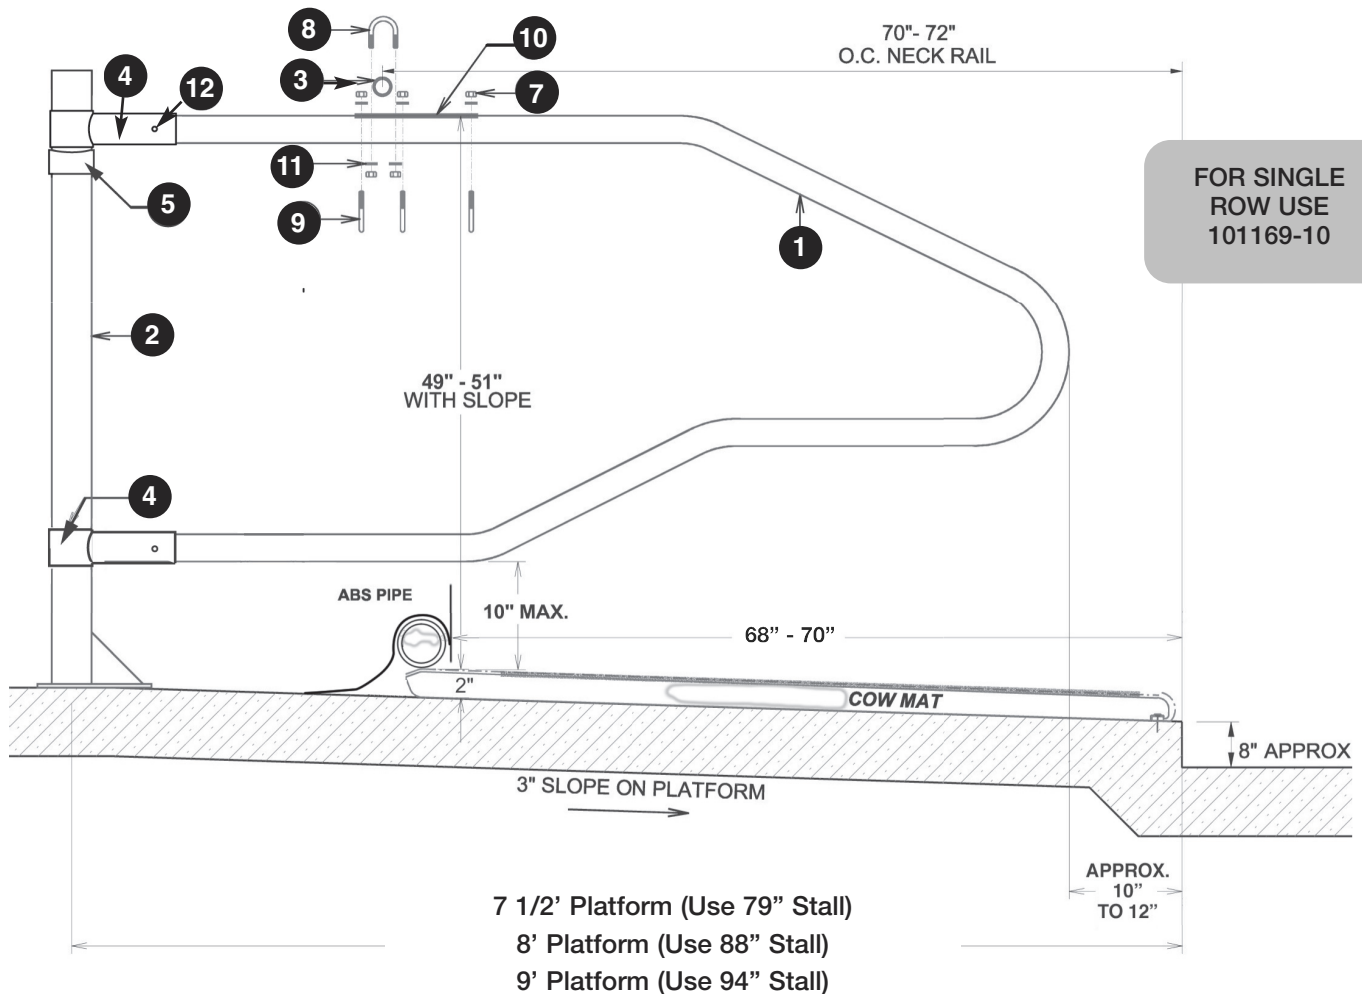 8
10
70"- 72"
O.C. NECK RAIL
4
12
3
7
FOR SINGLE
ROW USE
101169-10
11
5
9
1
2
49" - 51"
WITH SLOPE
4
ABS PIPE
10" MAX.
68” - 70”
2"
COW MAT
8" APPROX
3" SLOPE ON PLATFORM
APPROX.
10”
TO 12”
7 1/2’ Platform (Use 79” Stall)
8’ Platform (Use 88” Stall)
9’ Platform (Use 94” Stall)